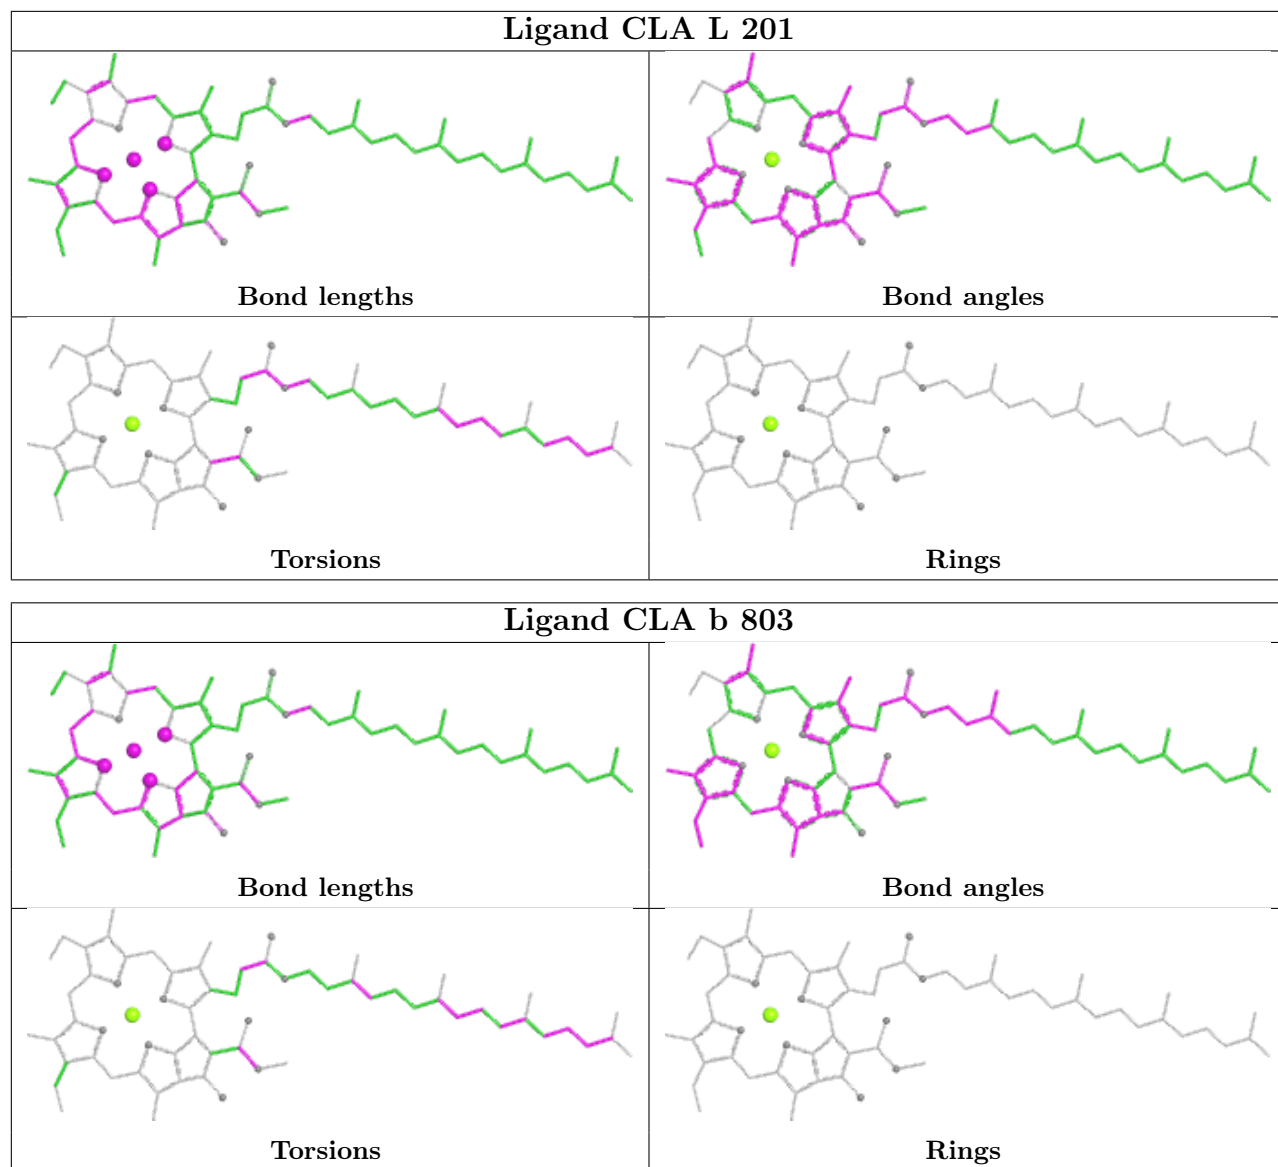 Ligand CLA L 201
Bond lengths
Bond angles
Torsions
Rings
Ligand CLA b 803
Bond lengths
Bond angles
Torsions
Rings